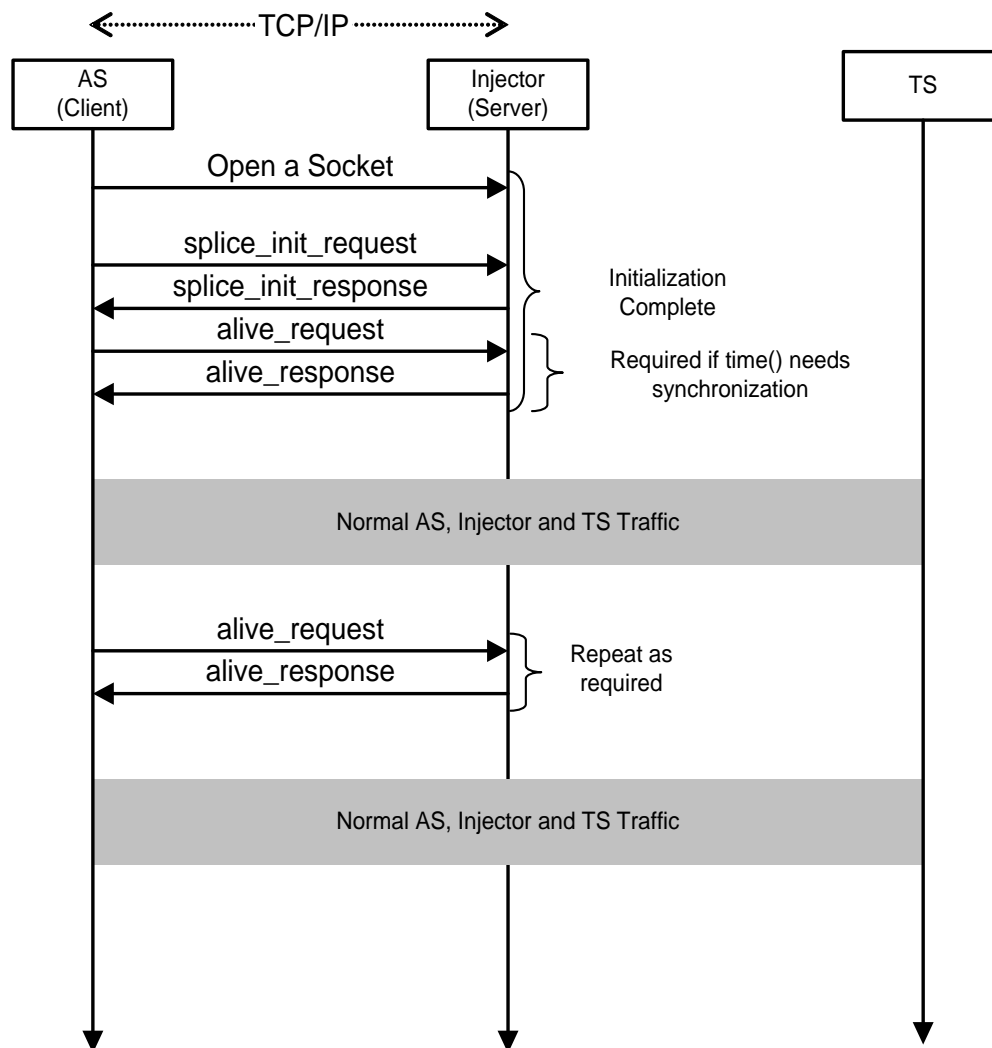 TCP/IP
AS
(Client)
Injector
(Server)
TS
Open a Socket
splice_init_request
splice_init_response
alive_request
alive_response
Initialization
Complete
Required if time() needs
synchronization
Normal AS, Injector and TS Traffic
alive_request
alive_response
Repeat as
required
Normal AS, Injector and TS Traffic